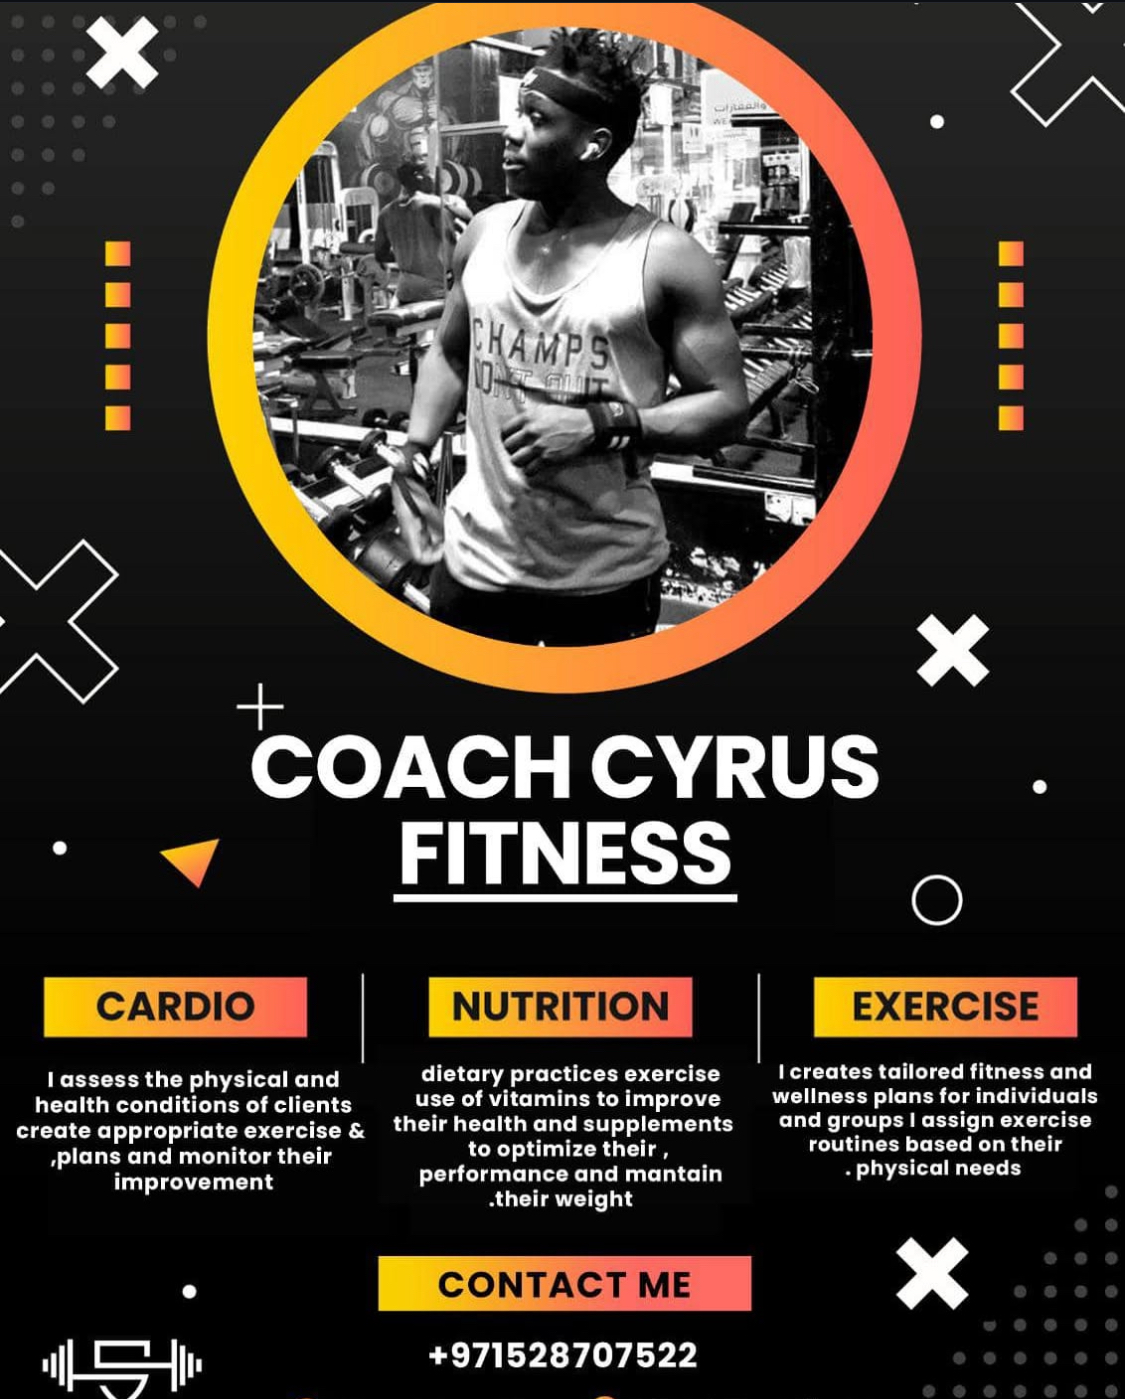 والفقرات
WE
CHAMPS
DON'T QUIT
COACH CYRUS
FITNESS
CARDIO
I assess the physical and
health conditions of clients
create appropriate exercise &
,plans and monitor their
improvement
NUTRITION
dietary practices exercise
use of vitamins to improve
their health and supplements
to optimize their ,
performance and mantain
.their weight
EXERCISE
I creates tailored fitness and
wellness plans for individuals
and groups I assign exercise
routines based on their
. physical needs
CONTACT ME
+971528707522